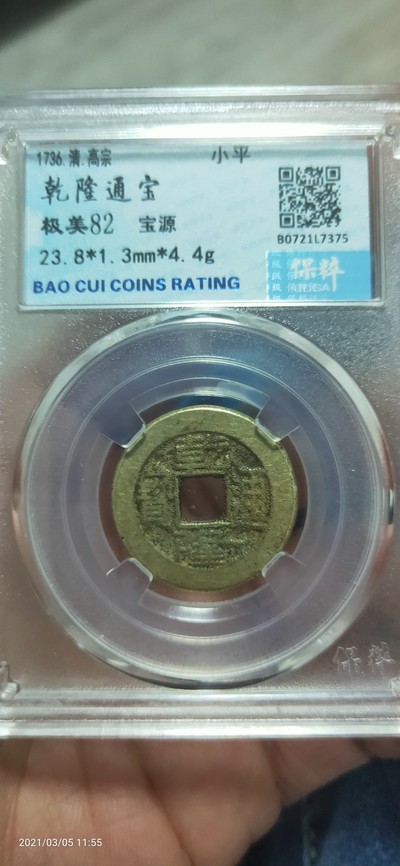 1736.清.高宗 小平
乾隆通宝
极美82 宝源
B0721L7375
23.8*1.3mm*4.4g
保粹
BAO CUI COINS RATING
乾隆通寶
保粹
2021/03/05 11:55